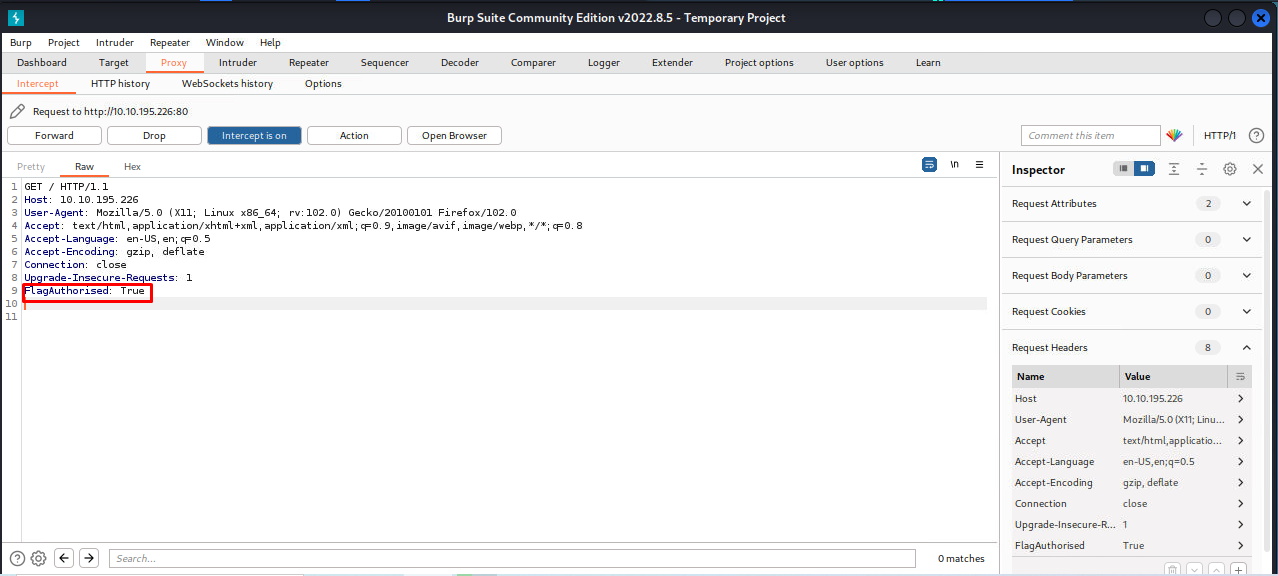 Burp Suite Community Edition v2022.8.5 - Temporary Project
Burp Project Intruder Repeater Window Help
Dashboard Target Proxy Intruder Repeater Sequencer Decoder Comparer Logger Extender Project options User options Learn
Intercept HTTP history WebSockets history Options
Request to http://10.10.195.226:80
Forward Drop Intercept is on Action Open Browser Comment this item HTTP/1 ?
Pretty Raw Hex \n
Inspector
1 GET / HTTP/1.1
2 Host: 10.10.195.226
3 User-Agent: Mozilla/5.0 (X11; Linux x86_64; rv:102.0) Gecko/20100101 Firefox/102.0
4 Accept: text/html,application/xhtml+xml,application/xml;q=0.9,image/avif,image/webp,*/*;q=0.8
5 Accept-Language: en-US,en;q=0.5
6 Accept-Encoding: gzip, deflate
7 Connection: close
8 Upgrade-Insecure-Requests: 1
9 FlagAuthorised: True
10
11
Request Attributes 2
Request Query Parameters 0
Request Body Parameters 0
Request Cookies 0
Request Headers 8
Name Value
Host 10.10.195.226
User-Agent Mozilla/5.0 (X11; Linu...
Accept text/html,applicatio...
Accept-Language en-US,en;q=0.5
Accept-Encoding gzip, deflate
Connection close
Upgrade-Insecure-R... 1
FlagAuthorised True
? Search... 0 matches